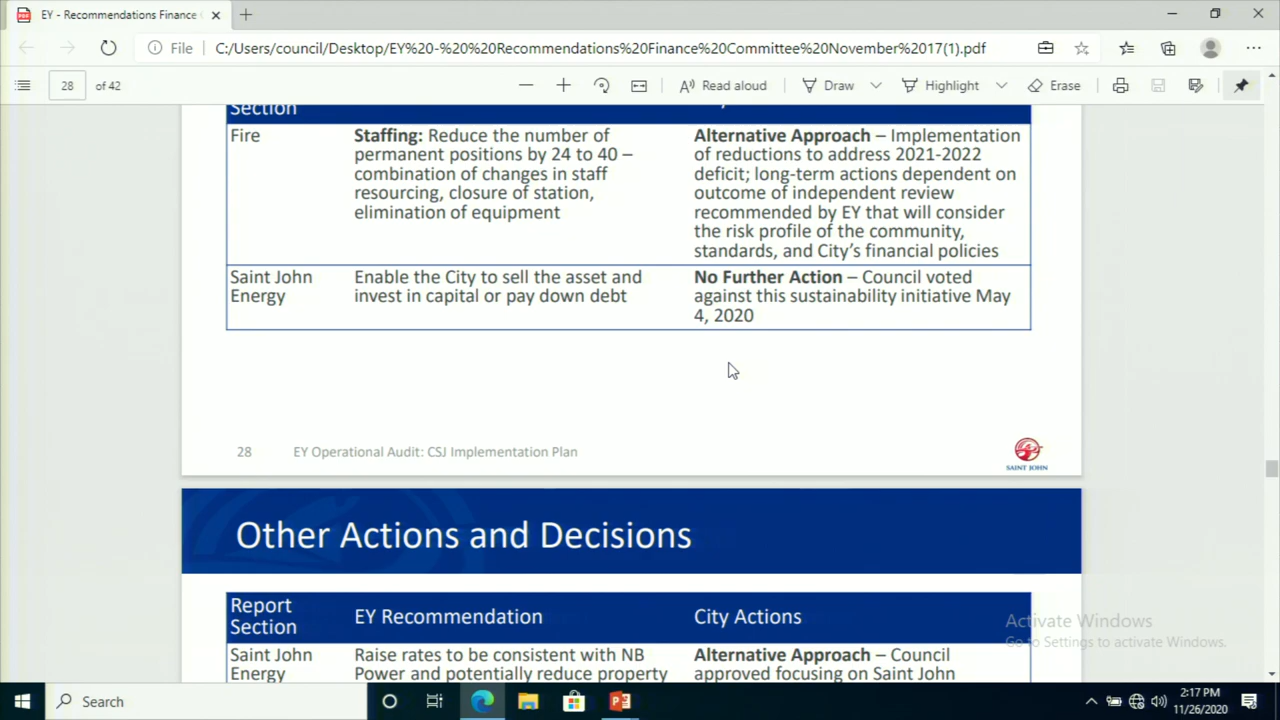 EY - Recommendations Finance
File
C:/Users/council/Desktop/EY%20-%20%20Recommendations%20Finance%20Committee%20November%2017(1).pdf
28
of 42
Read aloud
Draw
Highlight
Erase
Section
Fire
Staffing: Reduce the number of
permanent positions by 24 to 40 –
combination of changes in staff
resourcing, closure of station,
elimination of equipment
Alternative Approach – Implementation
of reductions to address 2021-2022
deficit; long-term actions dependent on
outcome of independent review
recommended by EY that will consider
the risk profile of the community,
standards, and City's financial policies
Saint John
Energy
Enable the City to sell the asset and
invest in capital or pay down debt
No Further Action – Council voted
against this sustainability initiative May
4, 2020
28
EY Operational Audit: CSJ Implementation Plan
SAINT JOHN
Other Actions and Decisions
Report
Section
EY Recommendation
City Actions
Saint John
Energy
Raise rates to be consistent with NB
Power and potentially reduce property
Alternative Approach – Council
approved focusing on Saint John
Activate Windows
Go to Settings to activate Windows.
Search
2:17 PM
11/26/2020